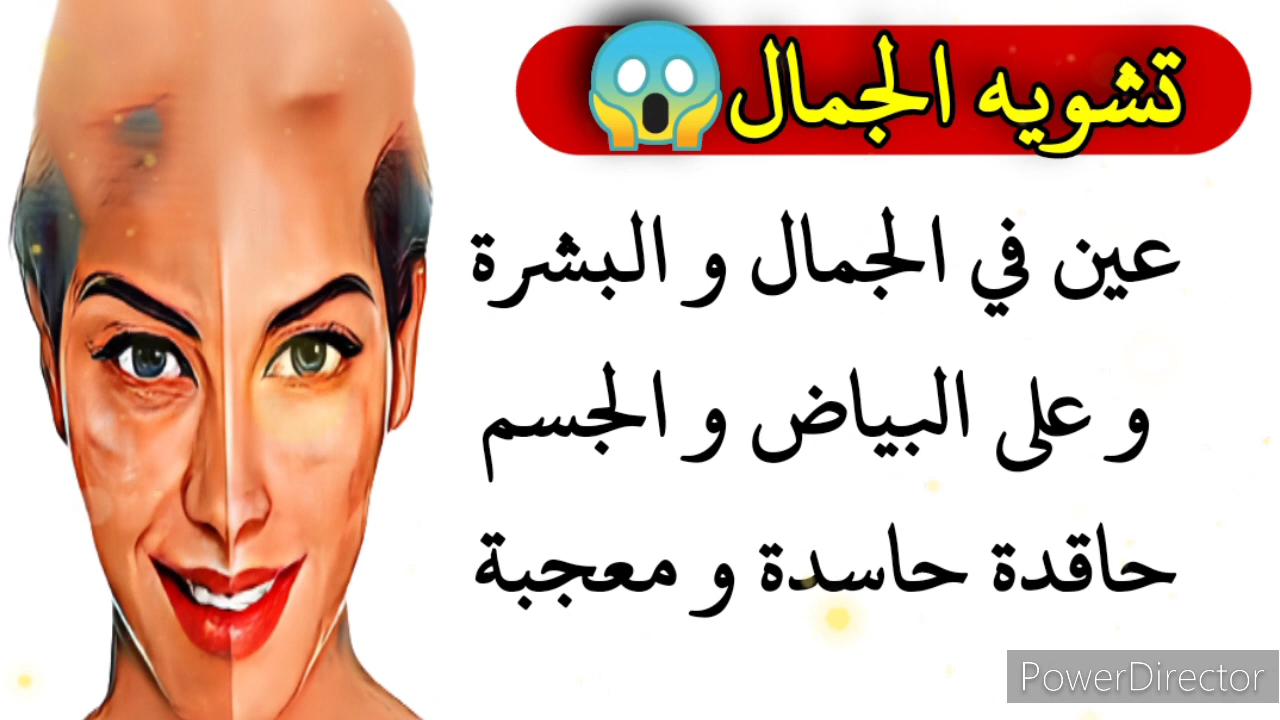 تشويه الجمال😱
عين في الجمال و البشرة
و على البياض و الجسم
حاقدة حاسدة و معجبة
PowerDirector